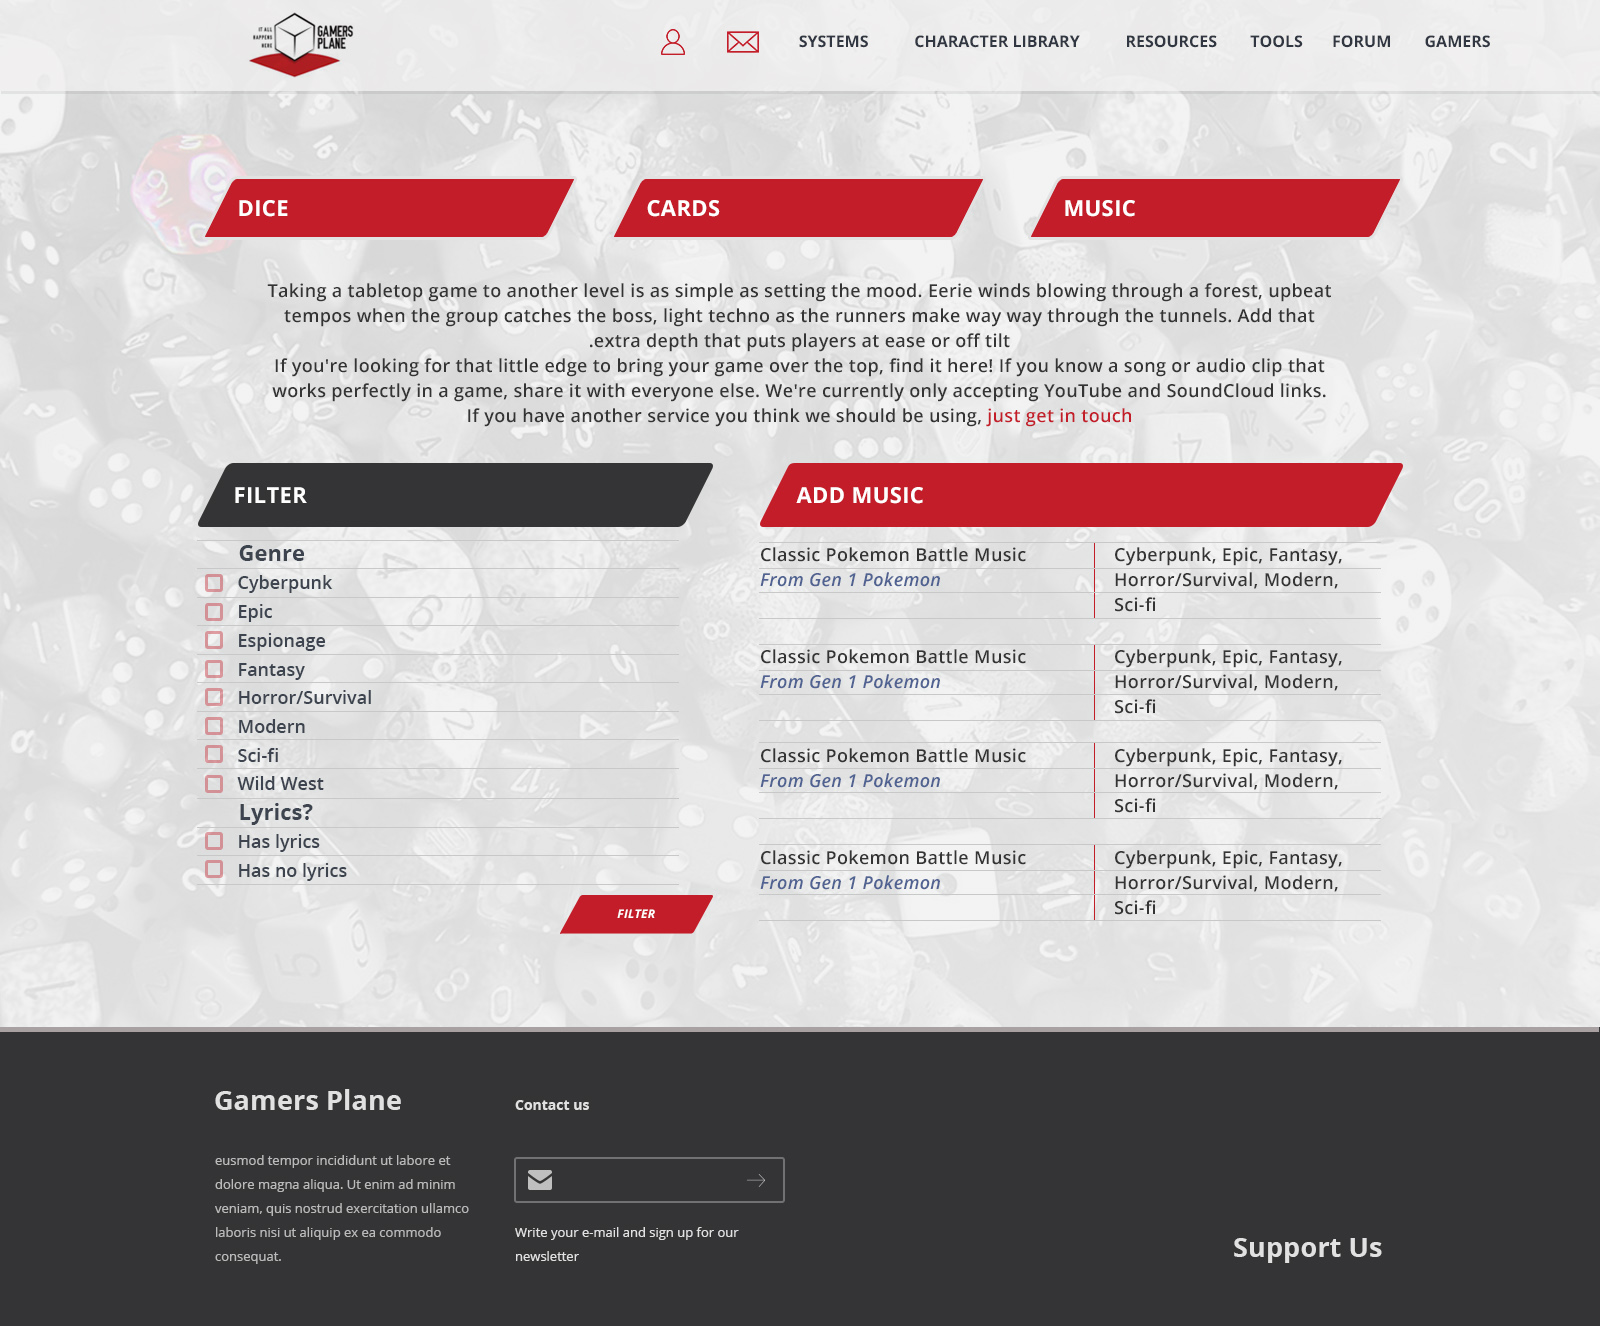 IT ALL
HAPPENS
HERE
GAMERS
PLANE
SYSTEMS
CHARACTER LIBRARY
RESOURCES
TOOLS
FORUM
GAMERS
DICE
CARDS
MUSIC
Taking a tabletop game to another level is as simple as setting the mood. Eerie winds blowing through a forest, upbeat
tempos when the group catches the boss, light techno as the runners make way way through the tunnels. Add that
.extra depth that puts players at ease or off tilt
If you're looking for that little edge to bring your game over the top, find it here! If you know a song or audio clip that
works perfectly in a game, share it with everyone else. We're currently only accepting YouTube and SoundCloud links.
If you have another service you think we should be using, just get in touch
FILTER
Genre
Cyberpunk
Epic
Espionage
Fantasy
Horror/Survival
Modern
Sci-fi
Wild West
Lyrics?
Has lyrics
Has no lyrics
FILTER
ADD MUSIC
Classic Pokemon Battle Music
From Gen 1 Pokemon
Cyberpunk, Epic, Fantasy,
Horror/Survival, Modern,
Sci-fi
Classic Pokemon Battle Music
From Gen 1 Pokemon
Cyberpunk, Epic, Fantasy,
Horror/Survival, Modern,
Sci-fi
Classic Pokemon Battle Music
From Gen 1 Pokemon
Cyberpunk, Epic, Fantasy,
Horror/Survival, Modern,
Sci-fi
Classic Pokemon Battle Music
From Gen 1 Pokemon
Cyberpunk, Epic, Fantasy,
Horror/Survival, Modern,
Sci-fi
Gamers Plane
eusmod tempor incididunt ut labore et
dolore magna aliqua. Ut enim ad minim
veniam, quis nostrud exercitation ullamco
laboris nisi ut aliquip ex ea commodo
consequat.
Contact us
Write your e-mail and sign up for our
newsletter
Support Us